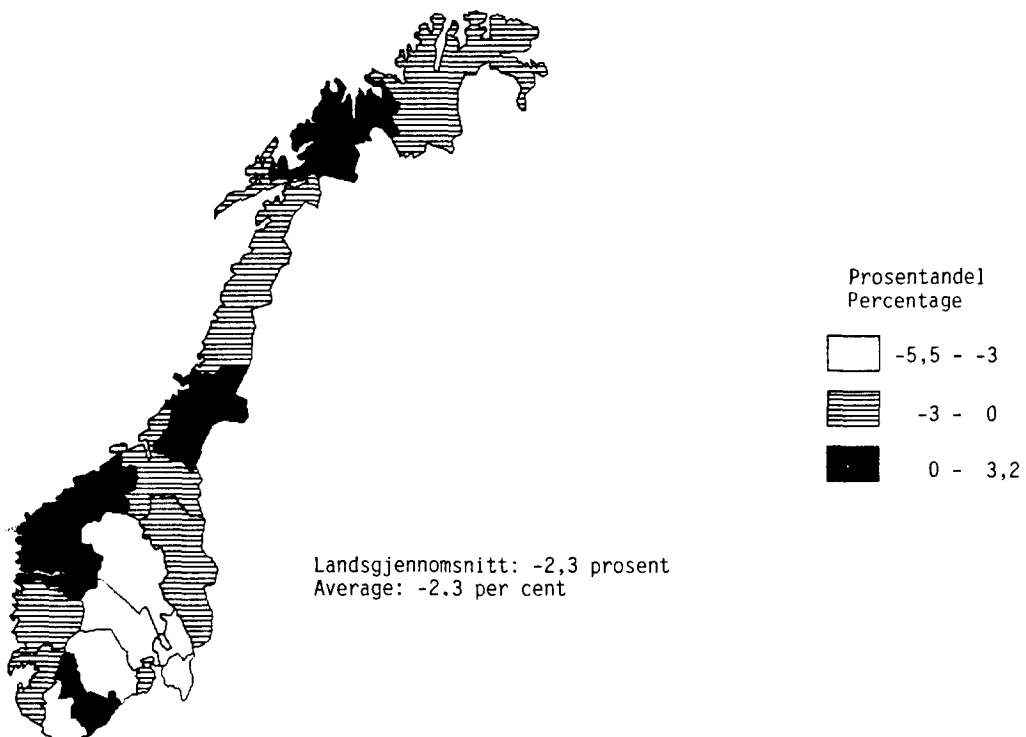 Prosentandel
Percentage
-5,5 - -3
-3 - 0
0 - 3,2
Landsgjennomsnitt: -2,3 prosent
Average: -2.3 per cent